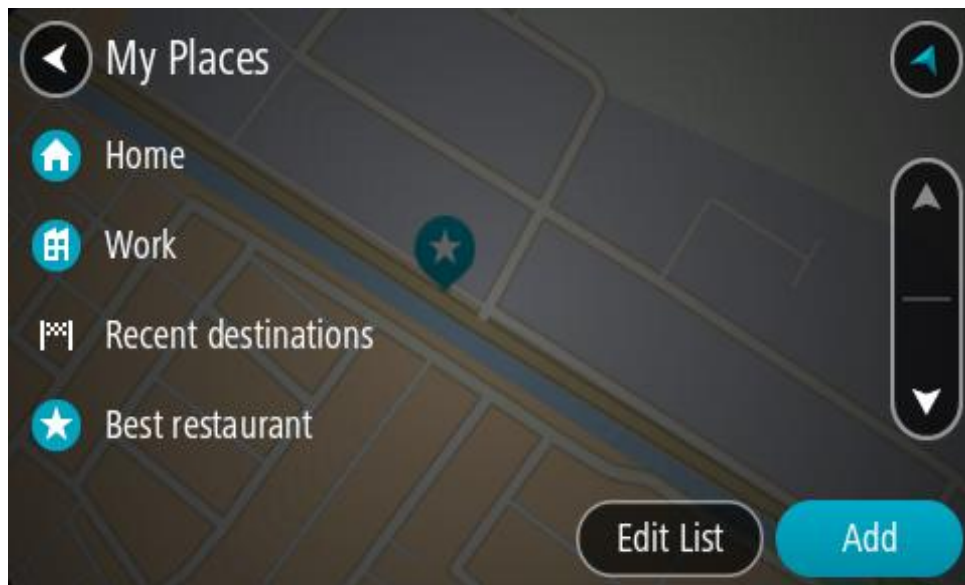 My Places
Home
Work
Recent destinations
Best restaurant
Edit List
Add